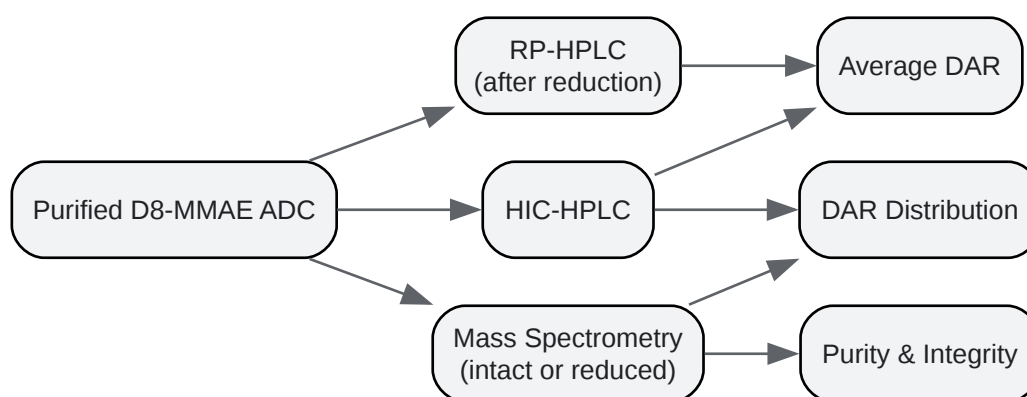 RP-HPLC
(after reduction)
Average DAR
Purified D8-MMAE ADC
HIC-HPLC
DAR Distribution
Mass Spectrometry
(intact or reduced)
Purity & Integrity